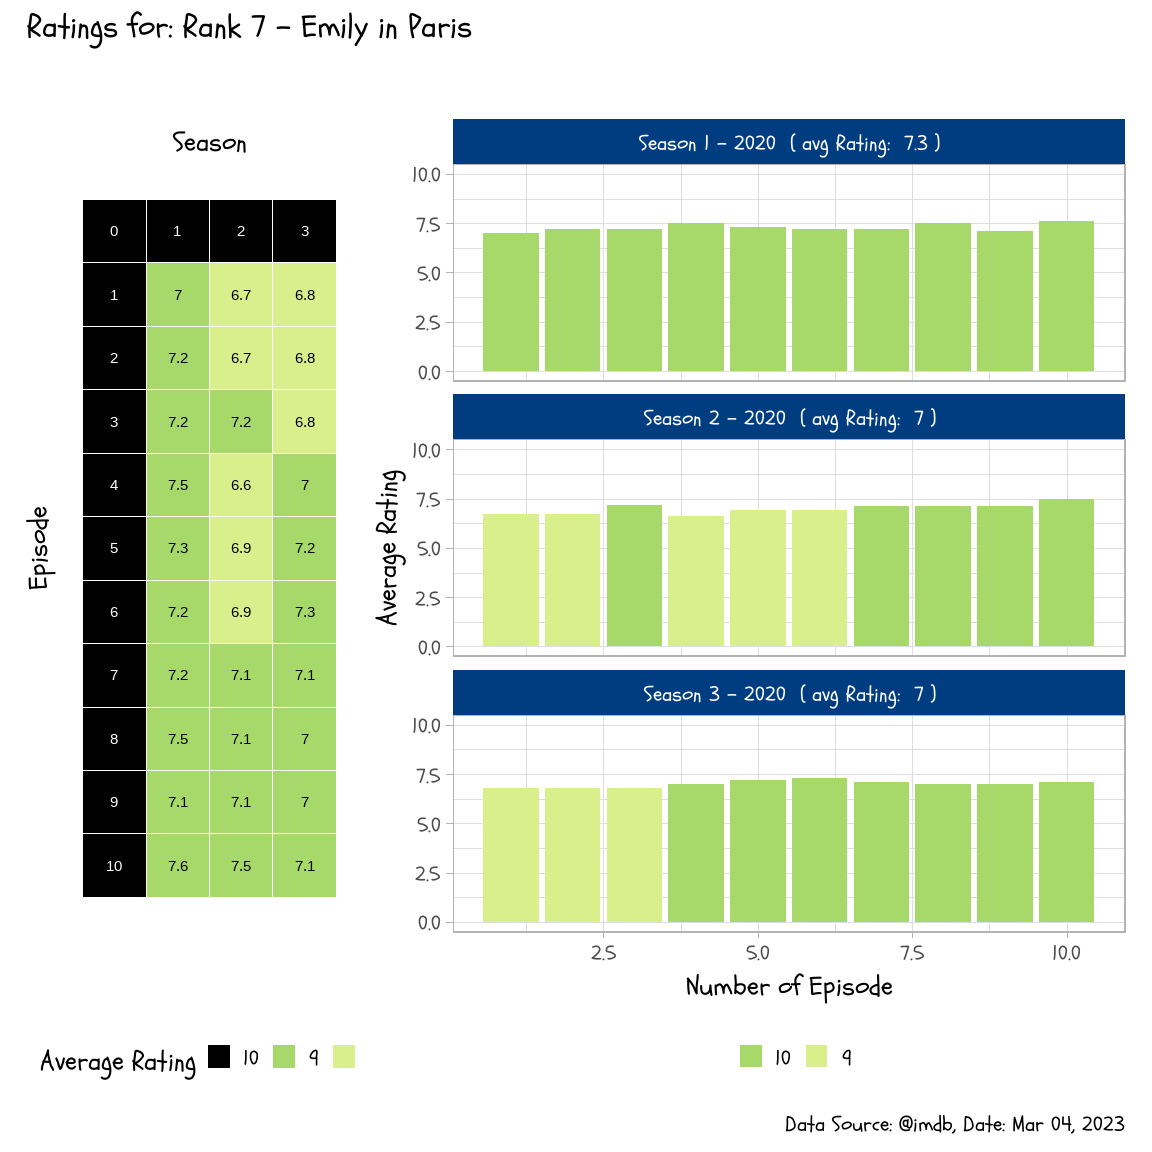 Ratings for: Rank 7 - Emily in Paris
Season
0 1 2 3
1 7 6.7 6.8
2 7.2 6.7 6.8
3 7.2 7.2 6.8
4 7.5 6.6 7
5 7.3 6.9 7.2
6 7.2 6.9 7.3
7 7.2 7.1 7.1
8 7.5 7.1 7
9 7.1 7.1 7
10 7.6 7.5 7.1
Episode
Average Rating
Season 1 - 2020 ( avg Rating: 7.3 )
10.0
7.5
5.0
2.5
0.0
Season 2 - 2020 ( avg Rating: 7 )
10.0
7.5
5.0
2.5
0.0
Season 3 - 2020 ( avg Rating: 7 )
10.0
7.5
5.0
2.5
0.0
2.5 5.0 7.5 10.0
Number of Episode
Average Rating 10 9
10 9
Data Source: @imdb, Date: Mar 04, 2023